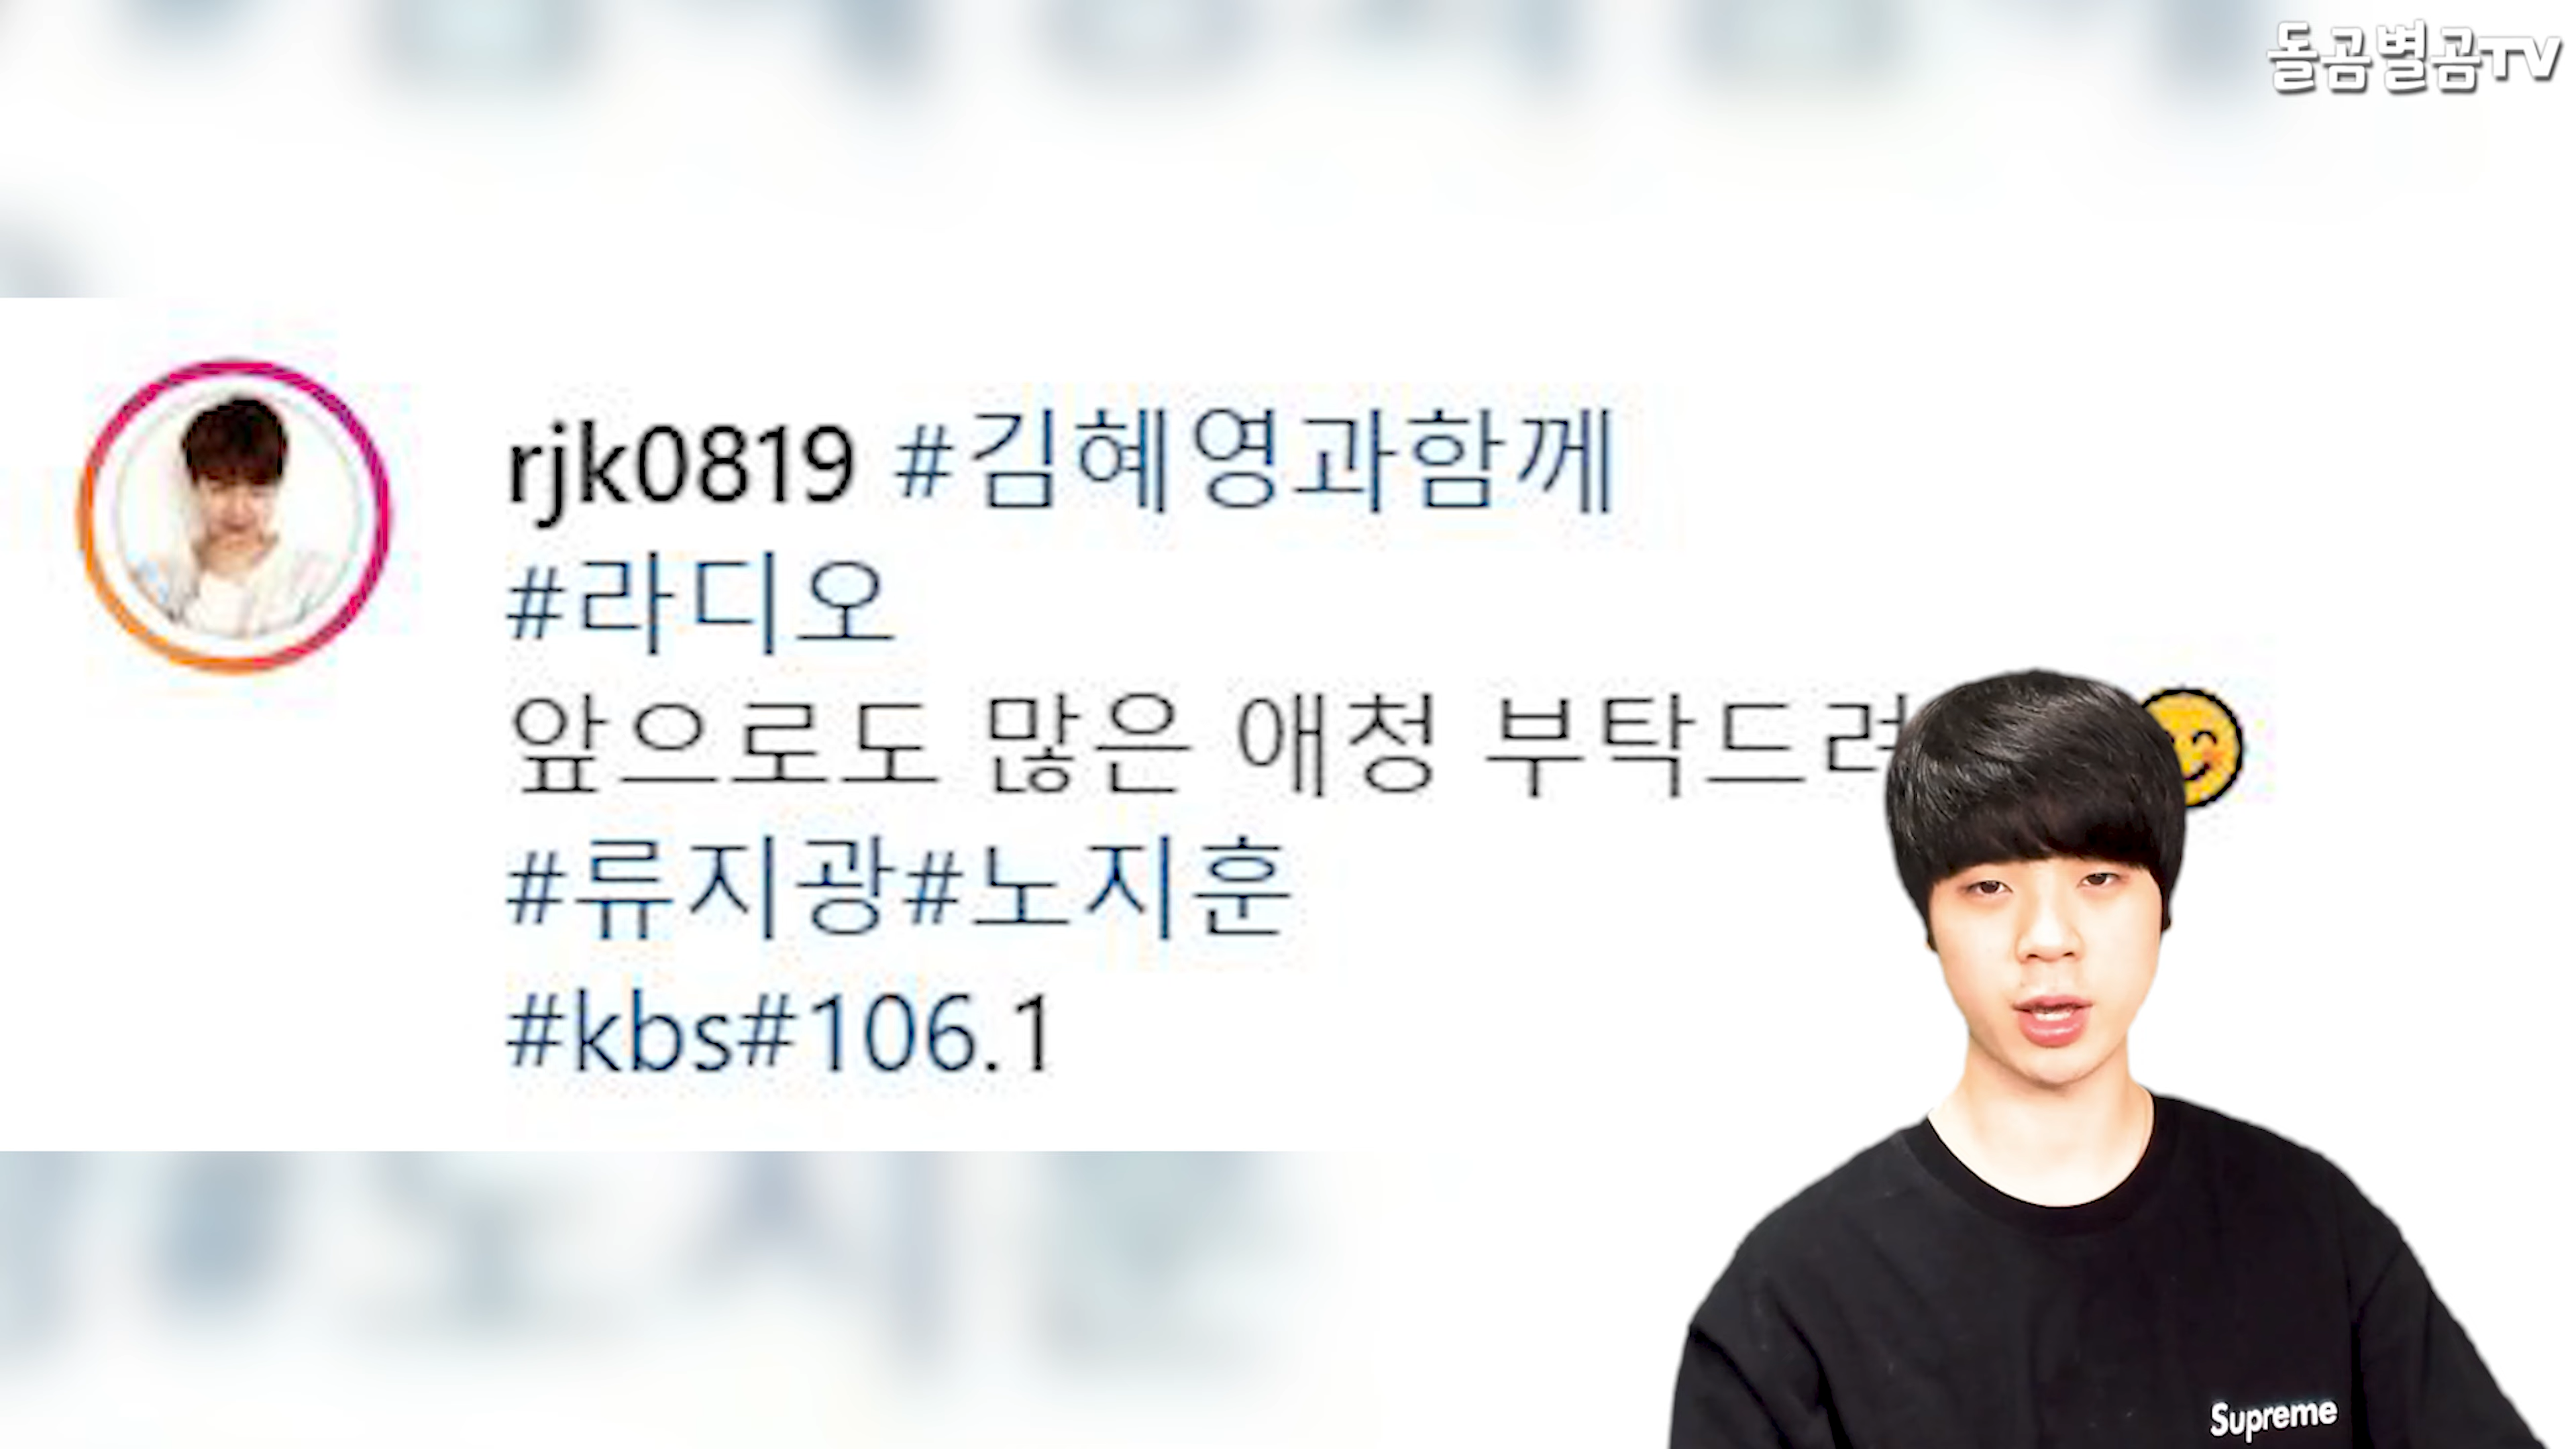 돌곰별곰TV
rjk0819 #김혜영과함께
#라디오
앞으로도 많은 애청 부탁드려
#류지광#노지훈
#kbs#106.1
Supreme